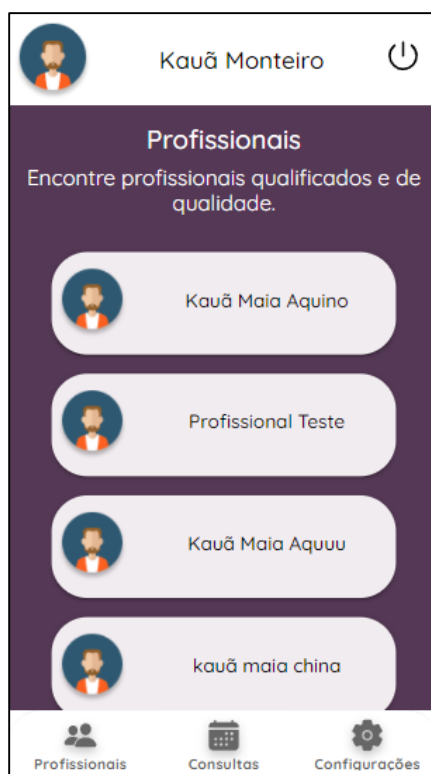 Kauã Monteiro
Profissionais
Encontre profissionais qualificados e de
qualidade.
Kauã Maia Aquino
Profissional Teste
Kauã Maia Aquuu
kauã maia china
Profissionais Consultas Configurações